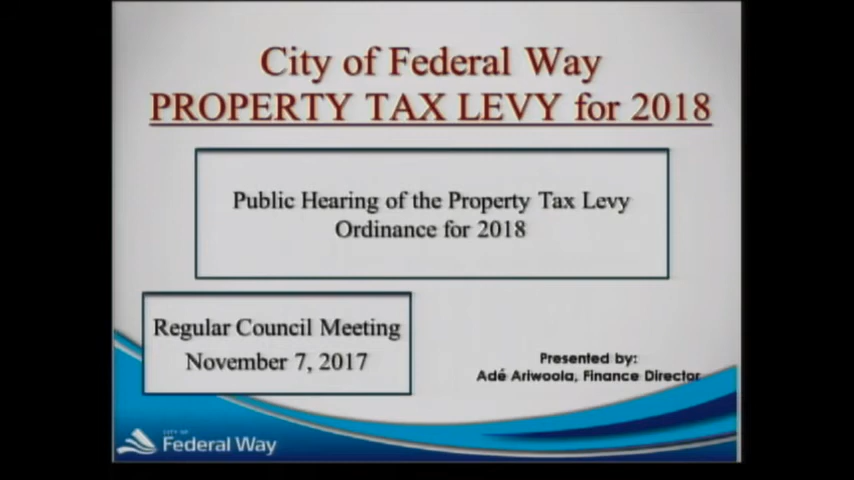 City of Federal Way
PROPERTY TAX LEVY for 2018
Public Hearing of the Property Tax Levy
Ordinance for 2018
Regular Council Meeting
November 7, 2017
Presented by:
Adé Ariwoola, Finance Director
CITY OF
Federal Way